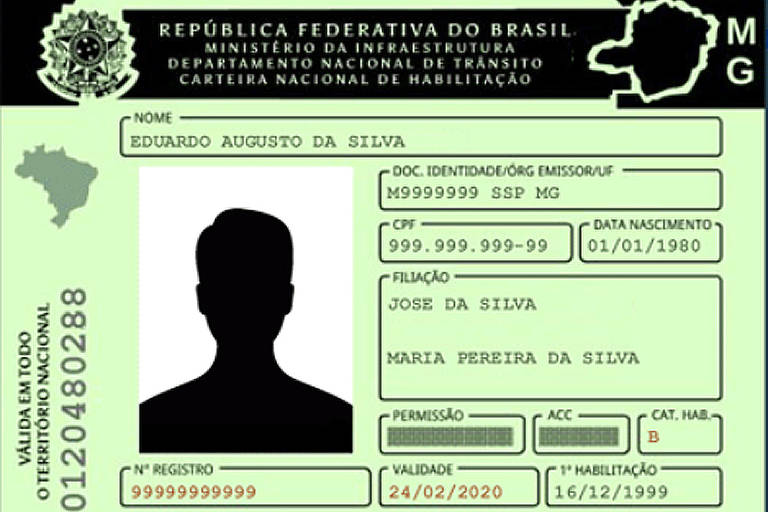 REPÚBLICA FEDERATIVA DO BRASIL
MINISTÉRIO DA INFRAESTRUTURA
DEPARTAMENTO NACIONAL DE TRÂNSITO
CARTEIRA NACIONAL DE HABILITAÇÃO
M
G
NOME
EDUARDO AUGUSTO DA SILVA
DOC. IDENTIDADE/ÓRG EMISSOR/UF
M9999999 SSP MG
CPF
999.999.999-99
DATA NASCIMENTO
01/01/1980
FILIAÇÃO
JOSE DA SILVA
MARIA PEREIRA DA SILVA
PERMISSÃO
ACC
CAT. HAB.
B
Nº REGISTRO
99999999999
VALIDADE
24/02/2020
1ª HABILITAÇÃO
16/12/1999
VÁLIDA EM TODO
O TERRITÓRIO NACIONAL
0120480288